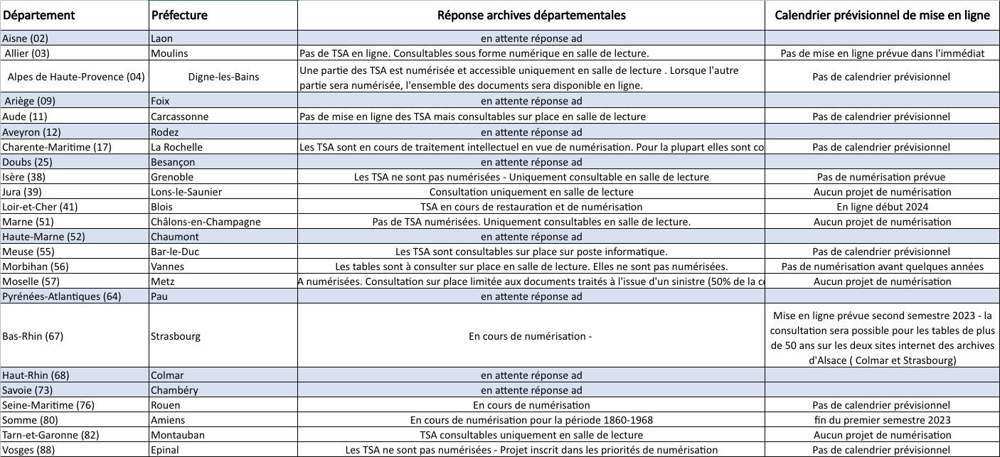 Département Préfecture Réponse archives départementales Calendrier prévisionnel de mise en ligne
Aisne (02) Laon en attente réponse ad
Allier (03) Moulins Pas de TSA en ligne. Consultables sous forme numérique en salle de lecture. Pas de mise en ligne prévue dans l'immédiat
Alpes de Haute-Provence (04) Digne-les-Bains Une partie des TSA est numérisée et accessible uniquement en salle de lecture . Lorsque l'autre
partie sera numérisée, l'ensemble des documents sera disponible en ligne. Pas de calendrier prévisionnel
Ariège (09) Foix en attente réponse ad
Aude (11) Carcassonne Pas de mise en ligne des TSA mais consultables sur place en salle de lecture Pas de calendrier prévisionnel
Aveyron (12) Rodez en attente réponse ad
Charente-Maritime (17) La Rochelle Les TSA sont en cours de traitement intellectuel en vue de numérisation. Pour la plupart elles sont co Pas de calendrier prévisionnel
Doubs (25) Besançon en attente réponse ad
Isère (38) Grenoble Les TSA ne sont pas numérisées - Uniquement consultable en salle de lecture Pas de numérisation prévue
Jura (39) Lons-le-Saunier Consultation uniquement en salle de lecture Aucun projet de numérisation
Loir-et-Cher (41) Blois TSA en cours de restauration et de numérisation En ligne début 2024
Marne (51) Châlons-en-Champagne Pas de TSA numérisées. Uniquement consultables en salle de lecture. Aucun projet de numérisation
Haute-Marne (52) Chaumont en attente réponse ad
Meuse (55) Bar-le-Duc Les TSA sont consultables sur place sur poste informatique. Pas de calendrier prévisionnel
Morbihan (56) Vannes Les tables sont à consulter sur place en salle de lecture. Elles ne sont pas numérisées. Pas de numérisation avant quelques années
Moselle (57) Metz A numérisées. Consultation sur place limitée aux documents traités à l'issue d'un sinistre (50% de la co Aucun projet de numérisation
Pyrénées-Atlantiques (64) Pau en attente réponse ad
Bas-Rhin (67) Strasbourg En cours de numérisation - Mise en ligne prévue second semestre 2023 - la
consultation sera possible pour les tables de plus
de 50 ans sur les deux sites internet des archives
d'Alsace ( Colmar et Strasbourg)
Haut-Rhin (68) Colmar en attente réponse ad
Savoie (73) Chambéry en attente réponse ad
Seine-Maritime (76) Rouen En cours de numérisation Pas de calendrier prévisionnel
Somme (80) Amiens En cours de numérisation pour la période 1860-1968 fin du premier semestre 2023
Tarn-et-Garonne (82) Montauban TSA consultables uniquement en salle de lecture Aucun projet de numérisation
Vosges (88) Epinal Les TSA ne sont pas numérisées - Projet inscrit dans les priorités de numérisation Pas de calendrier prévisionnel